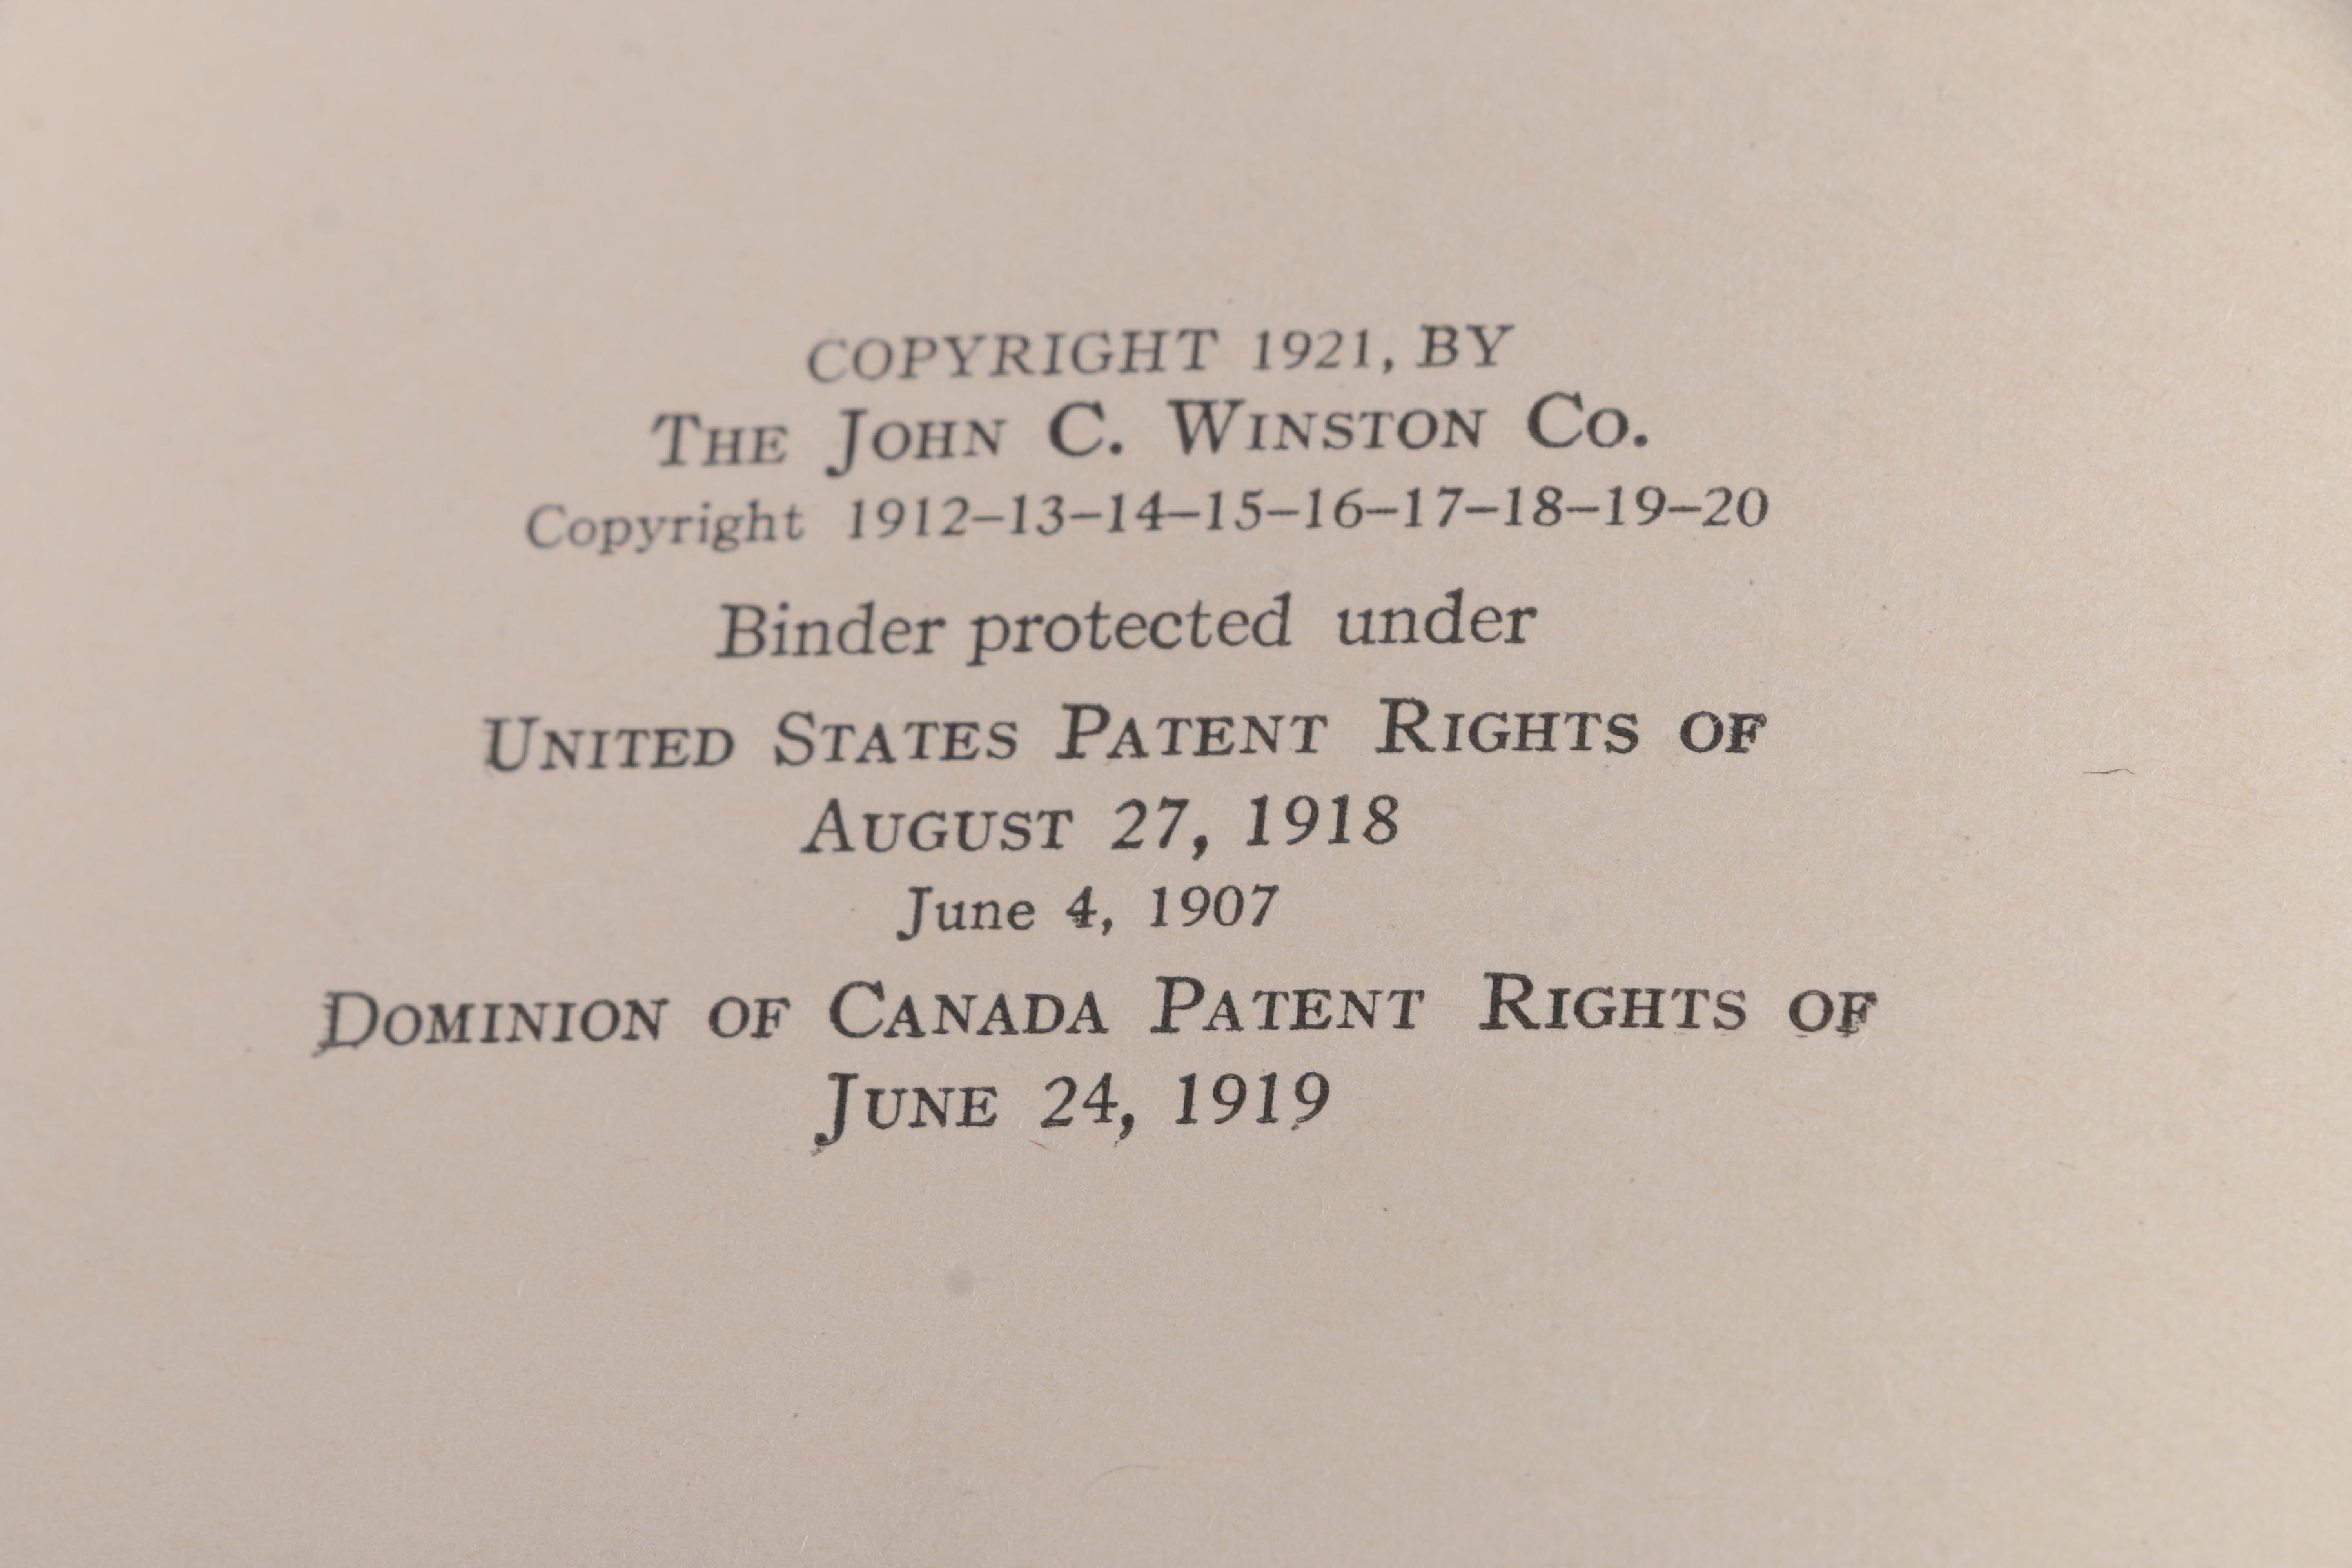 COPYRIGHT 1921, BY
THE JOHN C. WINSTON CO.
Copyright 1912–13–14–15–16–17–18–19–20
Binder protected under
UNITED STATES PATENT RIGHTS OF
AUGUST 27, 1918
June 4, 1907
DOMINION OF CANADA PATENT RIGHTS OF
JUNE 24, 1919